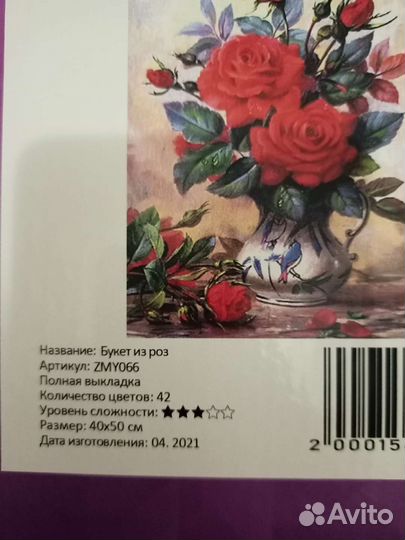 Название: Букет из роз
Артикул: ZMY066
Полная выкладка
Количество цветов: 42
Уровень сложности: ★★★☆☆
Размер: 40х50 см
Дата изготовления: 04. 2021
2 00015
Avito